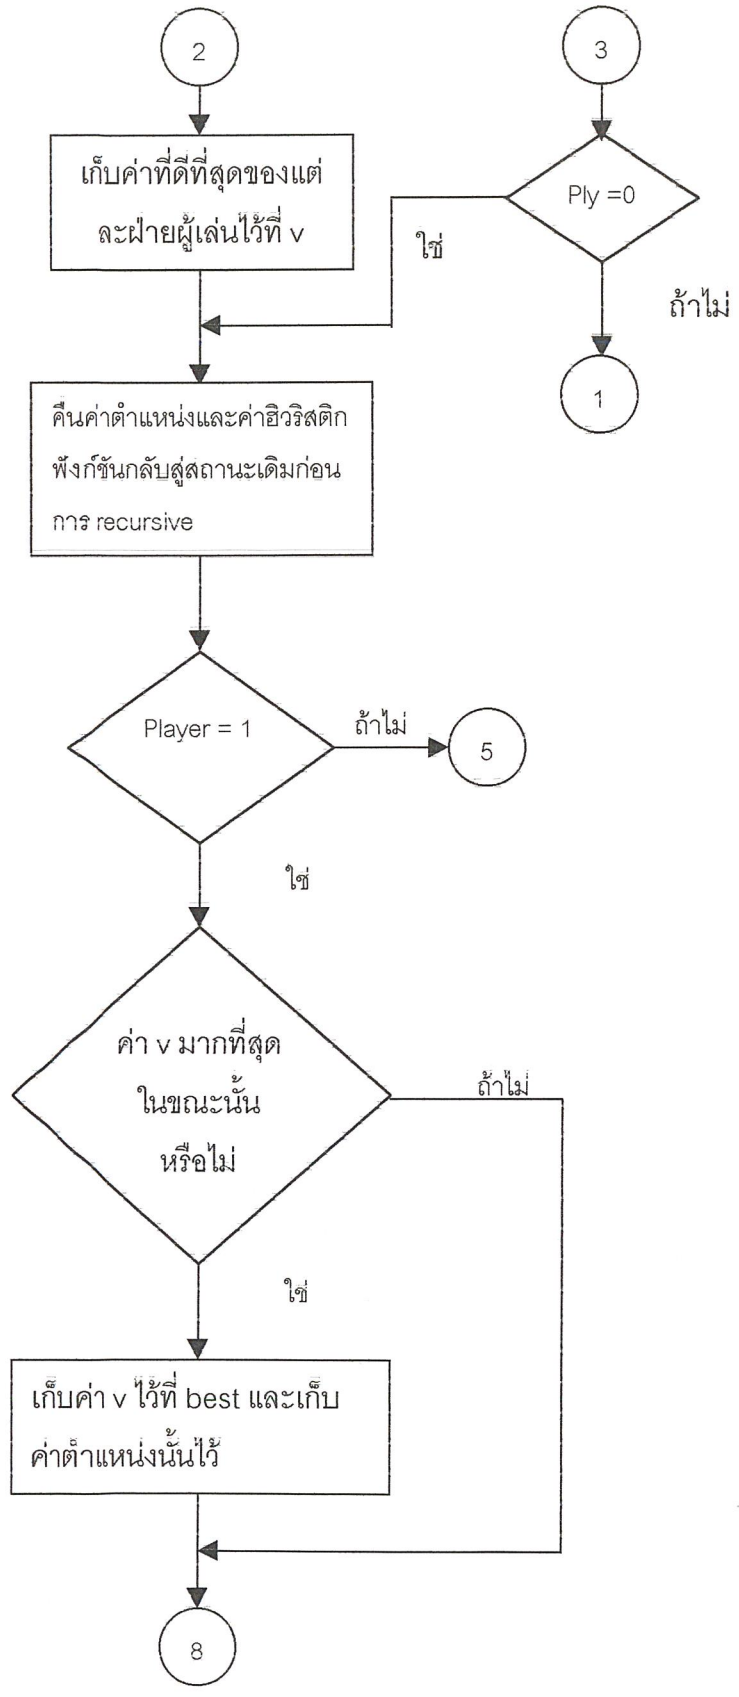 2
3
เก็บค่าที่ดีที่สุดของแต่
ละฝ่ายผู้เล่นไว้ที่ v
Ply =0
ใช่
ถ้าไม่
1
คืนค่าตำแหน่งและค่าฮิวริสติก
ฟังก์ชันกลับสู่สถานะเดิมก่อน
การ recursive
Player = 1
ถ้าไม่
5
ใช่
ค่า v มากที่สุด
ในขณะนั้น
หรือไม่
ถ้าไม่
ใช่
เก็บค่า v ไว้ที่ best และเก็บ
ค่าตำแหน่งนั้นไว้
8